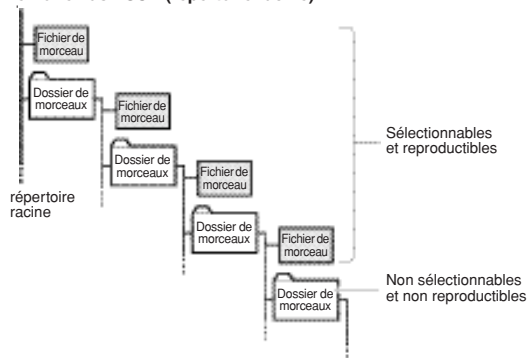 Fichier de
morceau
Dossier de
morceaux
Fichier de
morceau
Sélectionnables
et reproductibles
Dossier de
morceaux
Fichier de
morceau
répertoire
racine
Dossier de
morceaux
Fichier de
morceau
Non sélectionnables
et non reproductibles
Dossier de
morceaux